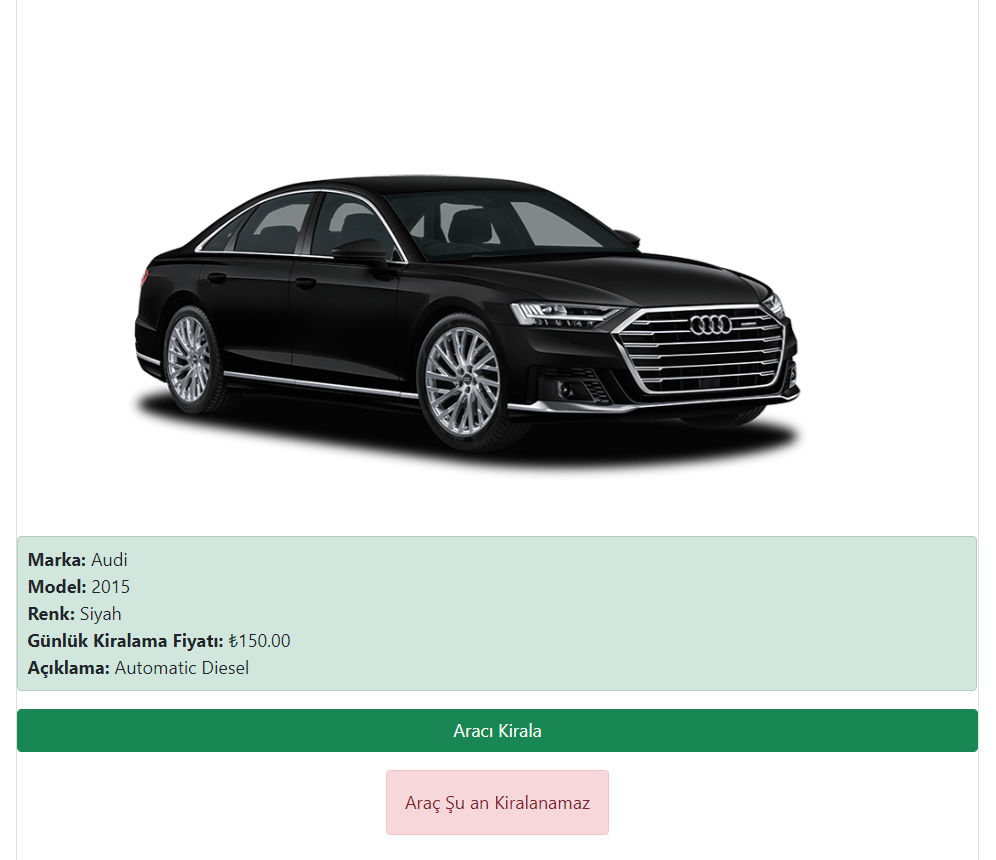 Marka: Audi
Model: 2015
Renk: Siyah
Günlük Kiralama Fiyatı: ₺150.00
Açıklama: Automatic Diesel
Aracı Kirala
Araç Şu an Kiralanamaz